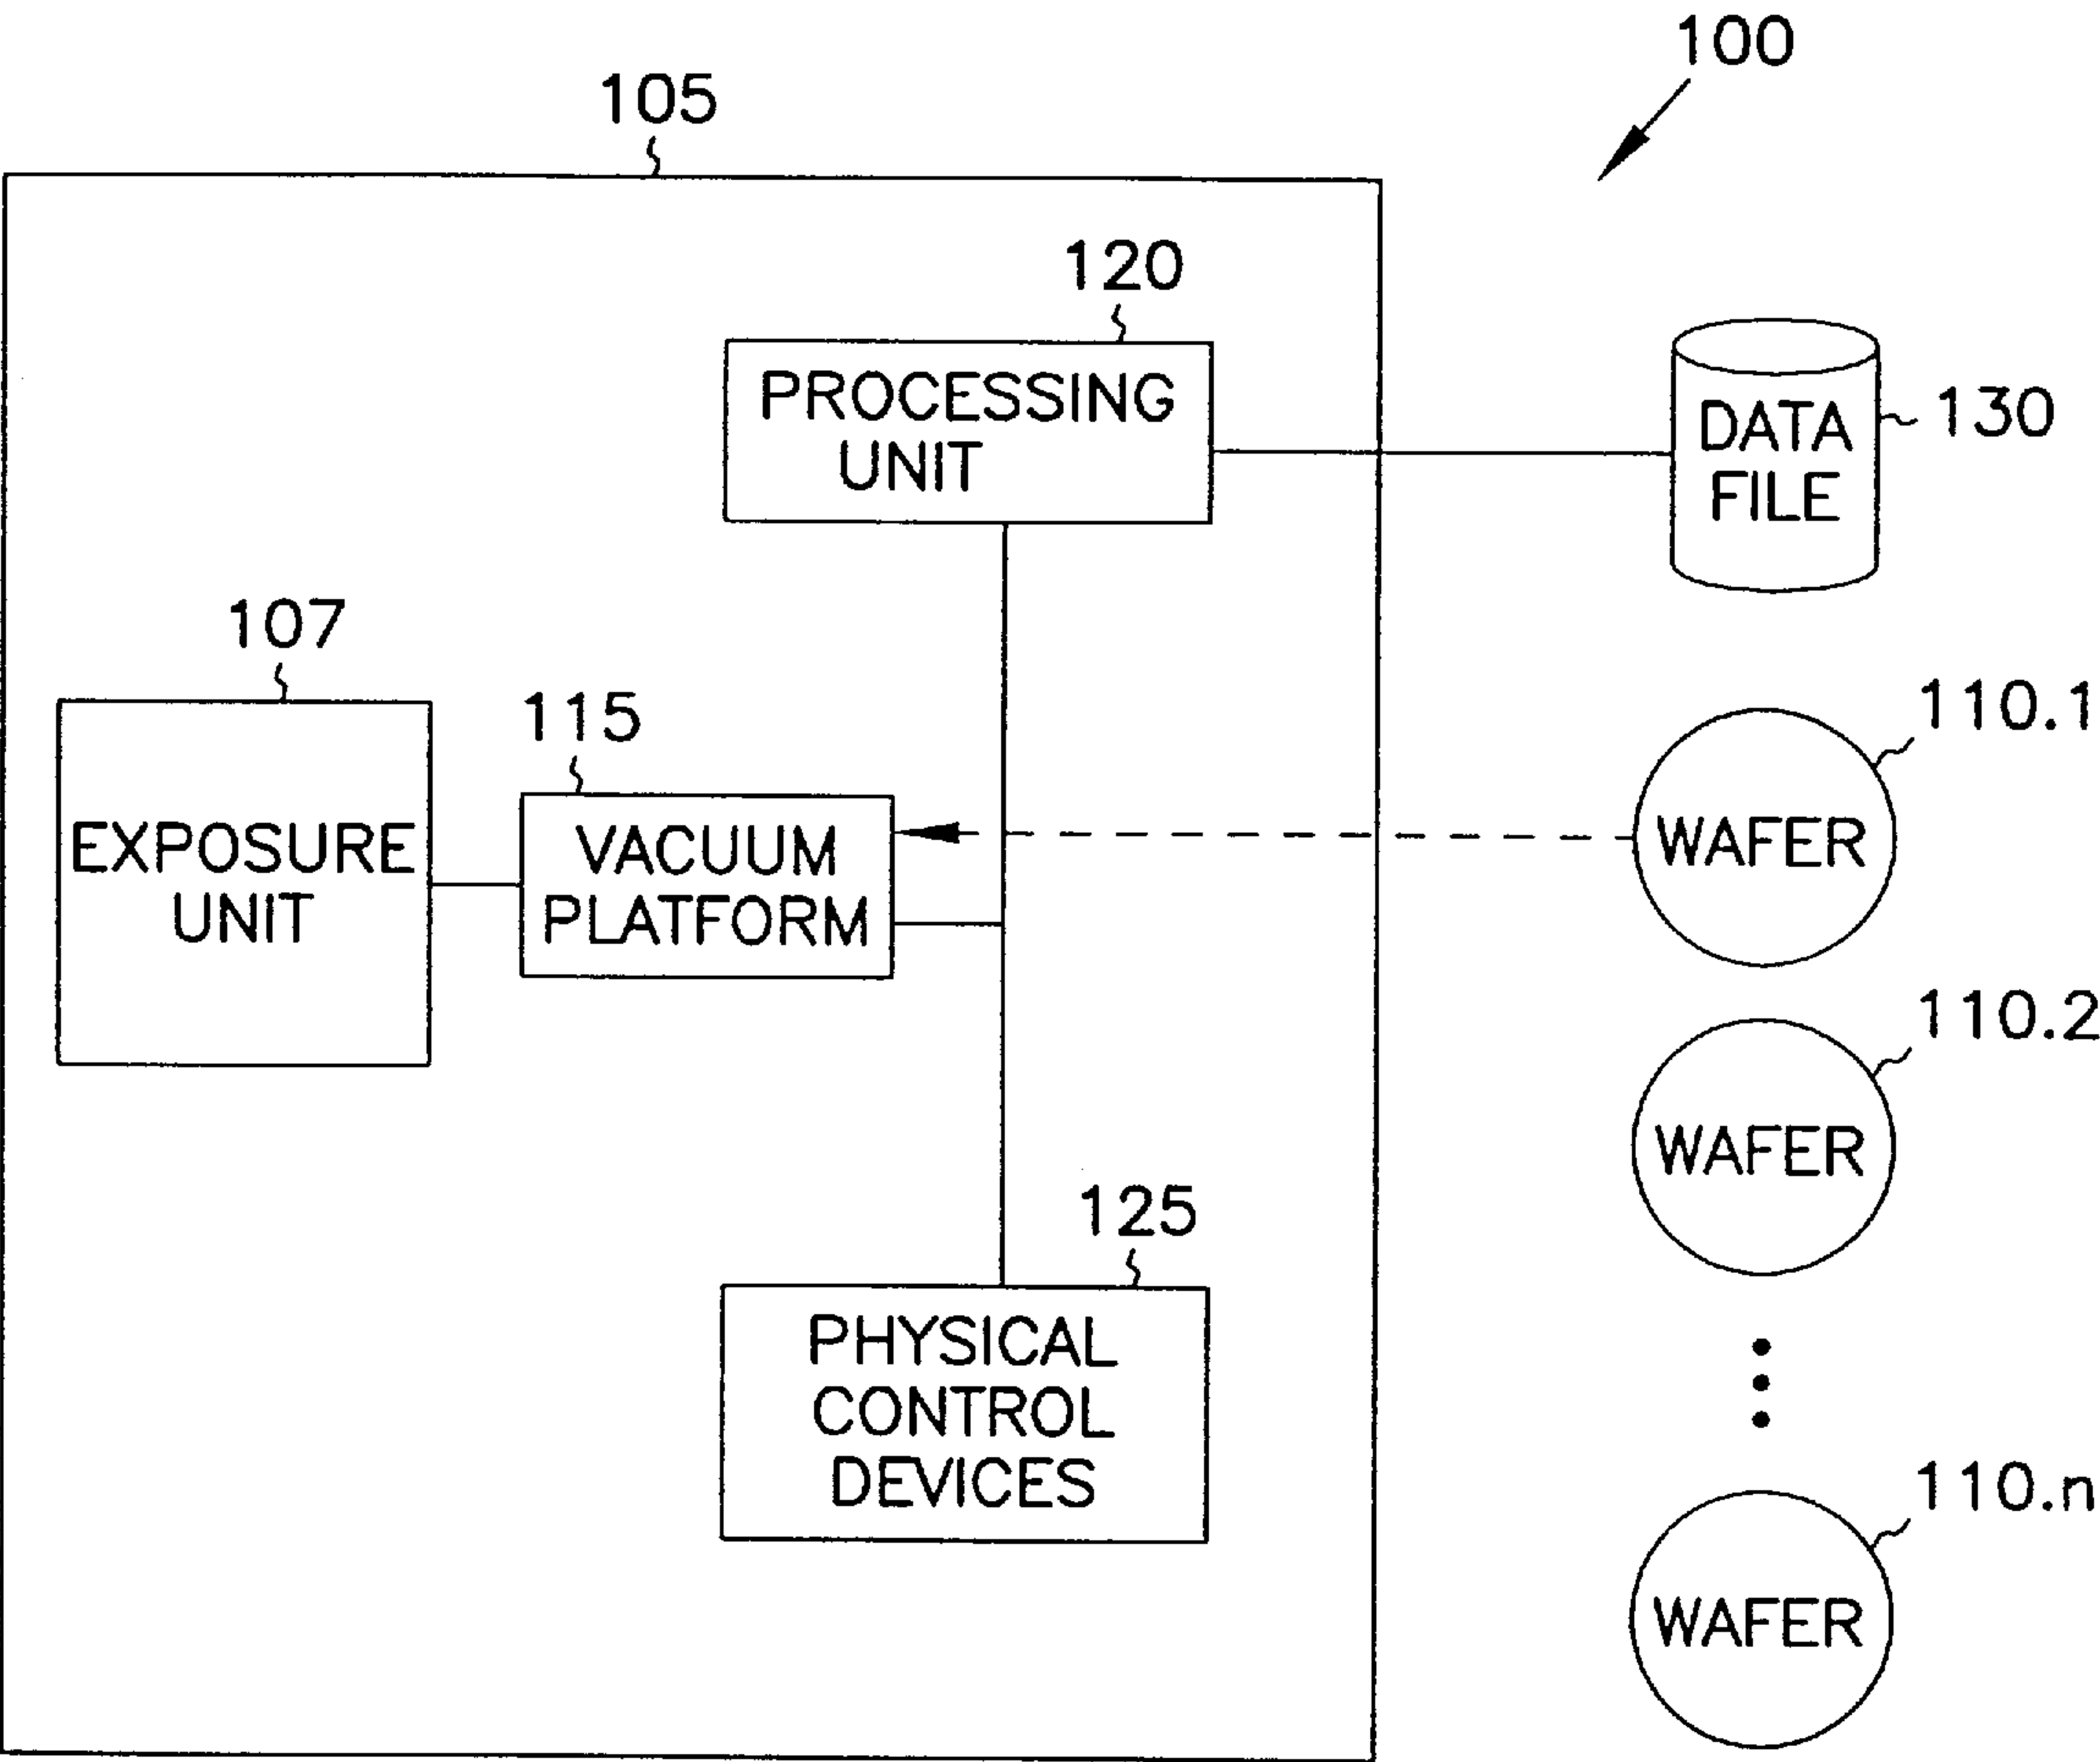 100
105
120
PROCESSING
UNIT
DATA
FILE
130
107
115
110.1
EXPOSURE
UNIT
VACUUM
PLATFORM
WAFER
110.2
WAFER
125
PHYSICAL
CONTROL
DEVICES
110.n
WAFER